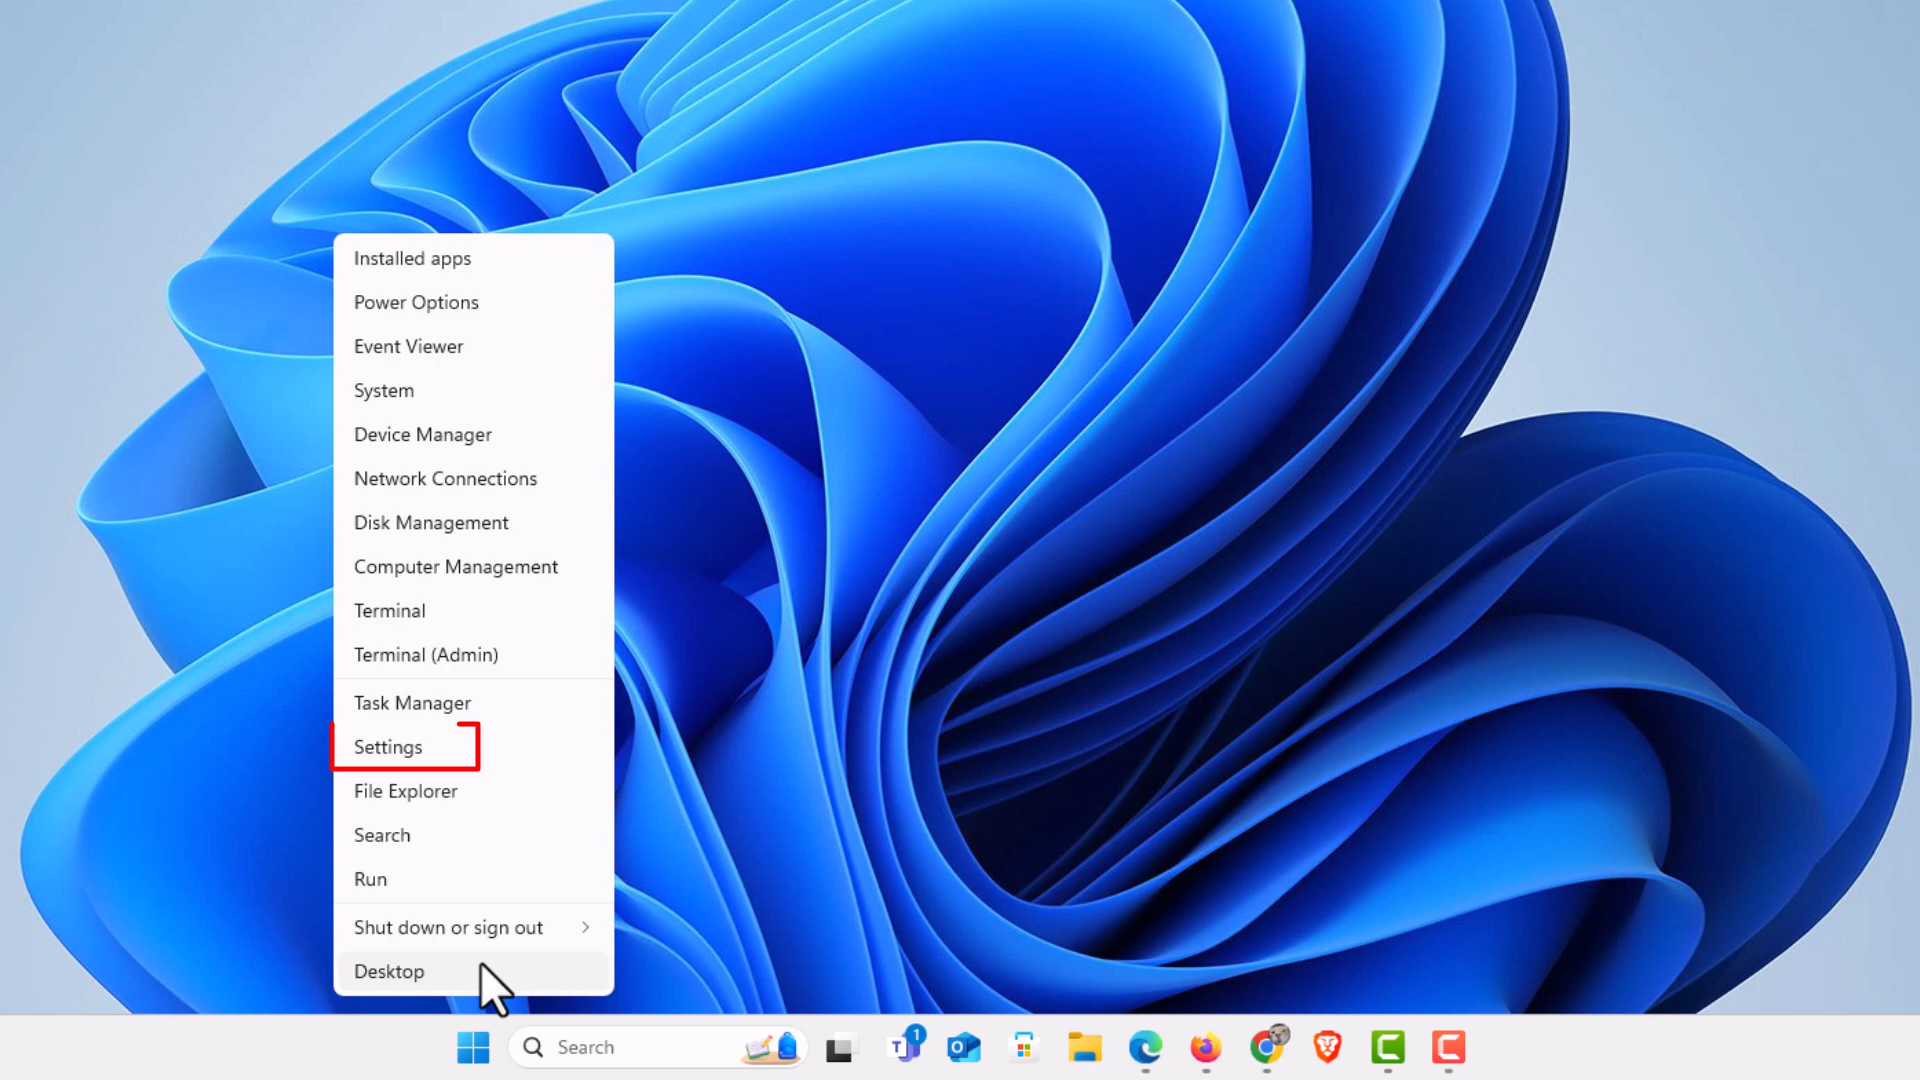 Installed apps
Power Options
Event Viewer
System
Device Manager
Network Connections
Disk Management
Computer Management
Terminal
Terminal (Admin)
Task Manager
Settings
File Explorer
Search
Run
Shut down or sign out
Desktop
Search
T
1
O